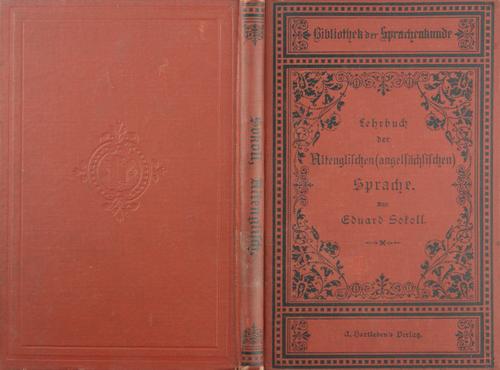 Sokoll, Altenglisch.
Bibliothek der Sprachenkunde
Lehrbuch
der
Altenglischen (angelsächsischen)
Sprache.
Von
Eduard Sokoll.
A. Hartleben's Verlag.